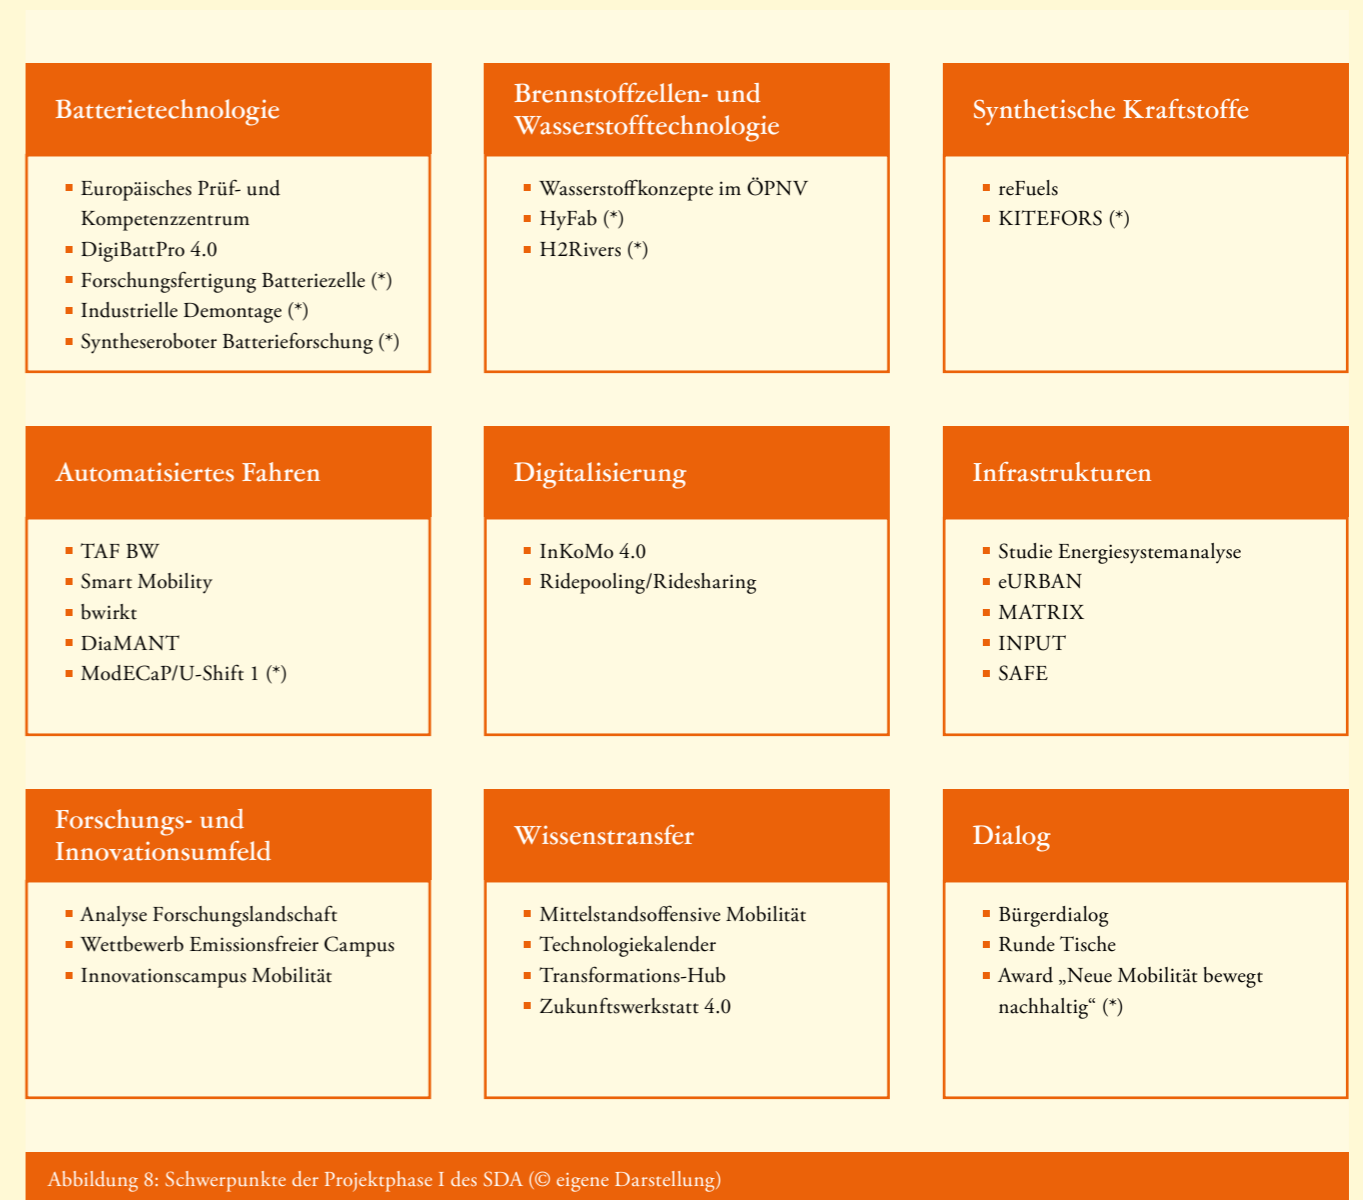 Batterietechnologie
Europäisches Prüf- und
Kompetenzzentrum
DigiBattPro 4.0
Forschungsfertigung Batteriezelle (*)
Industrielle Demontage (*)
Syntheseroboter Batterieforschung (*)
Brennstoffzellen- und
Wasserstofftechnologie
Wasserstoffkonzepte im ÖPNV
HyFab (*)
H2Rivers (*)
Synthetische Kraftstoffe
reFuels
KITEFORS (*)
Automatisiertes Fahren
TAF BW
Smart Mobility
bwirkt
DiaMANT
ModECaP/U-Shift 1 (*)
Digitalisierung
InKoMo 4.0
Ridepooling/Ridesharing
Infrastrukturen
Studie Energiesystemanalyse
eURBAN
MATRIX
INPUT
SAFE
Forschungs- und
Innovationsumfeld
Analyse Forschungslandschaft
Wettbewerb Emissionsfreier Campus
Innovationscampus Mobilität
Wissenstransfer
Mittelstandsoffensive Mobilität
Technologiekalender
Transformations-Hub
Zukunftswerkstatt 4.0
Dialog
Bürgerdialog
Runde Tische
Award „Neue Mobilität bewegt
nachhaltig“ (*)
Abbildung 8: Schwerpunkte der Projektphase I des SDA (© eigene Darstellung)